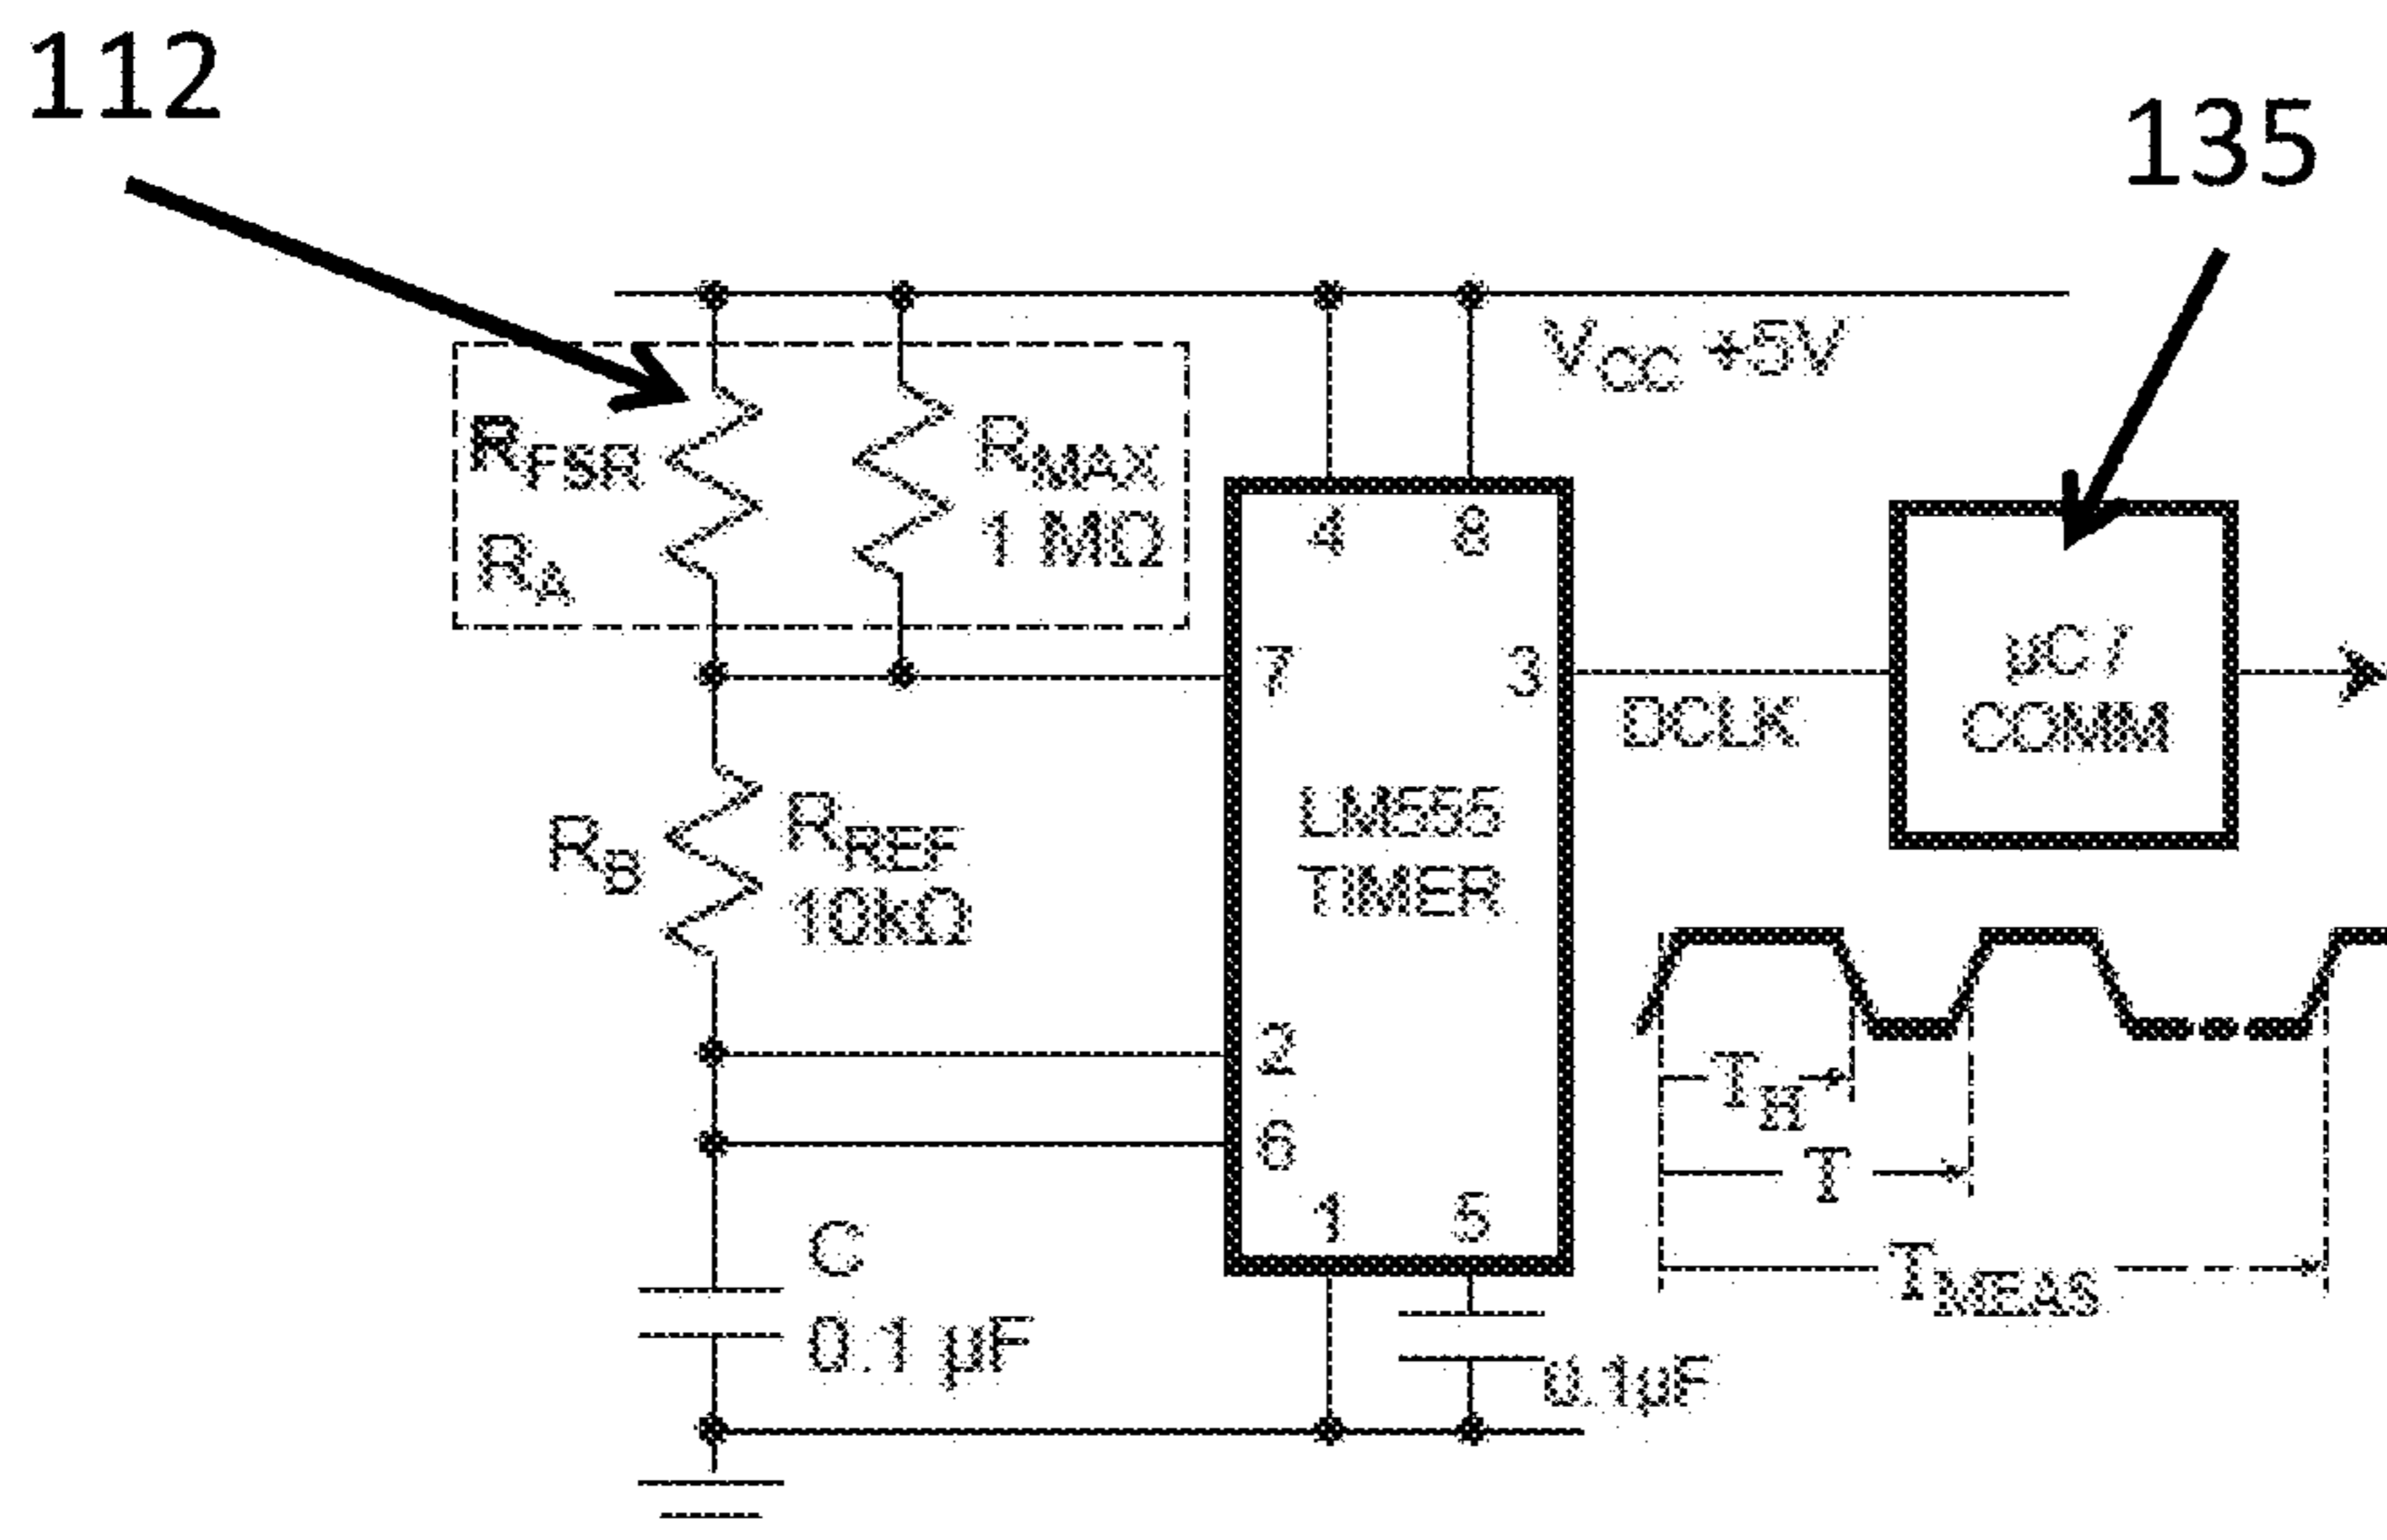 112
135
VCC +5V
RFSR
RMAX
1 MΩ
RA
4
8
7
3
µC /
COMM
DCLK
LM555
TIMER
RB
RREF
10kΩ
2
6
1
5
TH
T
TMEAS
C
0.1 µF
0.1µF